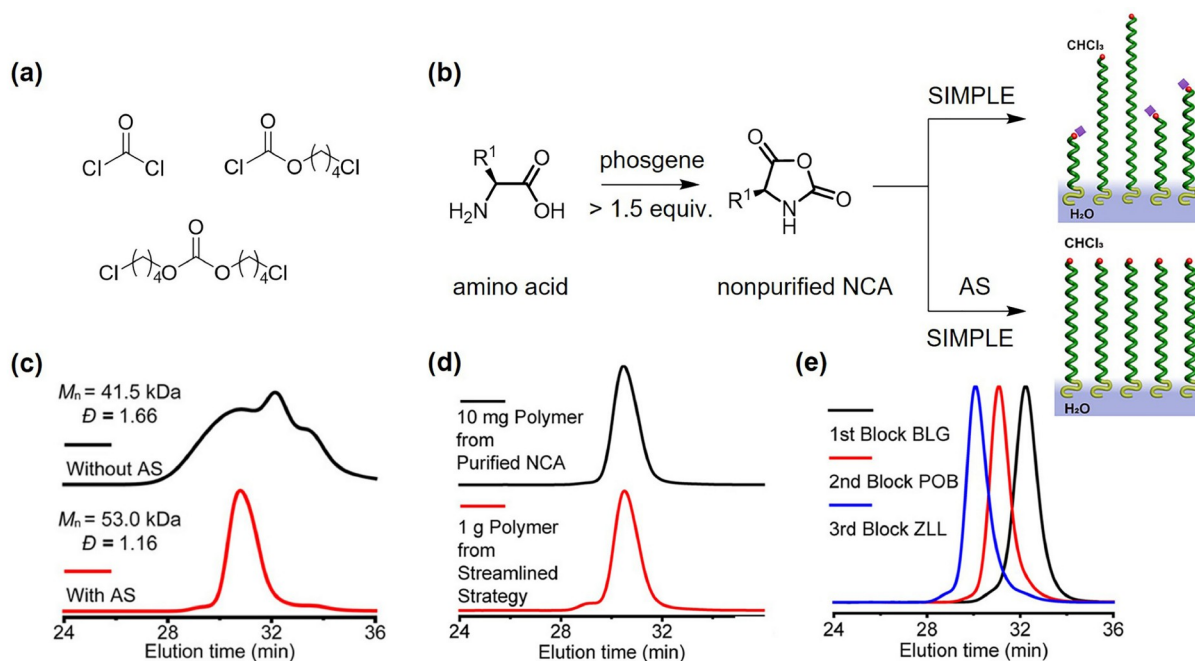 (a)
O
Cl Cl
O
Cl O ( )4 Cl
O
Cl ( )4 O O ( )4 Cl
(b)
R¹ O
H₂N OH
amino acid
phosgene
> 1.5 equiv.
O O O
R¹ N
H
nonpurified NCA
SIMPLE
AS
SIMPLE
CHCl₃
H₂O
CHCl₃
H₂O
(c)
Mn = 41.5 kDa
Đ = 1.66
Without AS
Mn = 53.0 kDa
Đ = 1.16
With AS
24 28 32 36
Elution time (min)
(d)
10 mg Polymer
from
Purified NCA
1 g Polymer
from
Streamlined
Strategy
24 28 32
Elution time (min)
(e)
1st Block BLG
2nd Block POB
3rd Block ZLL
24 28 32 36
Elution time (min)